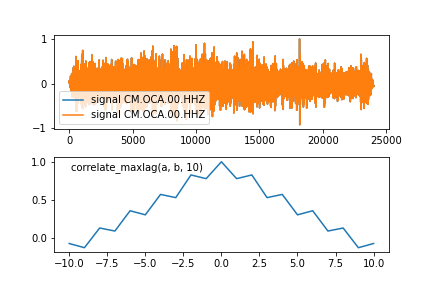 1
0
−1
signal CM.OCA.00.HHZ
signal CM.OCA.00.HHZ
0 5000 10000 15000 20000 25000
correlate_maxlag(a, b, 10)
1.0
0.5
0.0
−10.0 −7.5 −5.0 −2.5 0.0 2.5 5.0 7.5 10.0